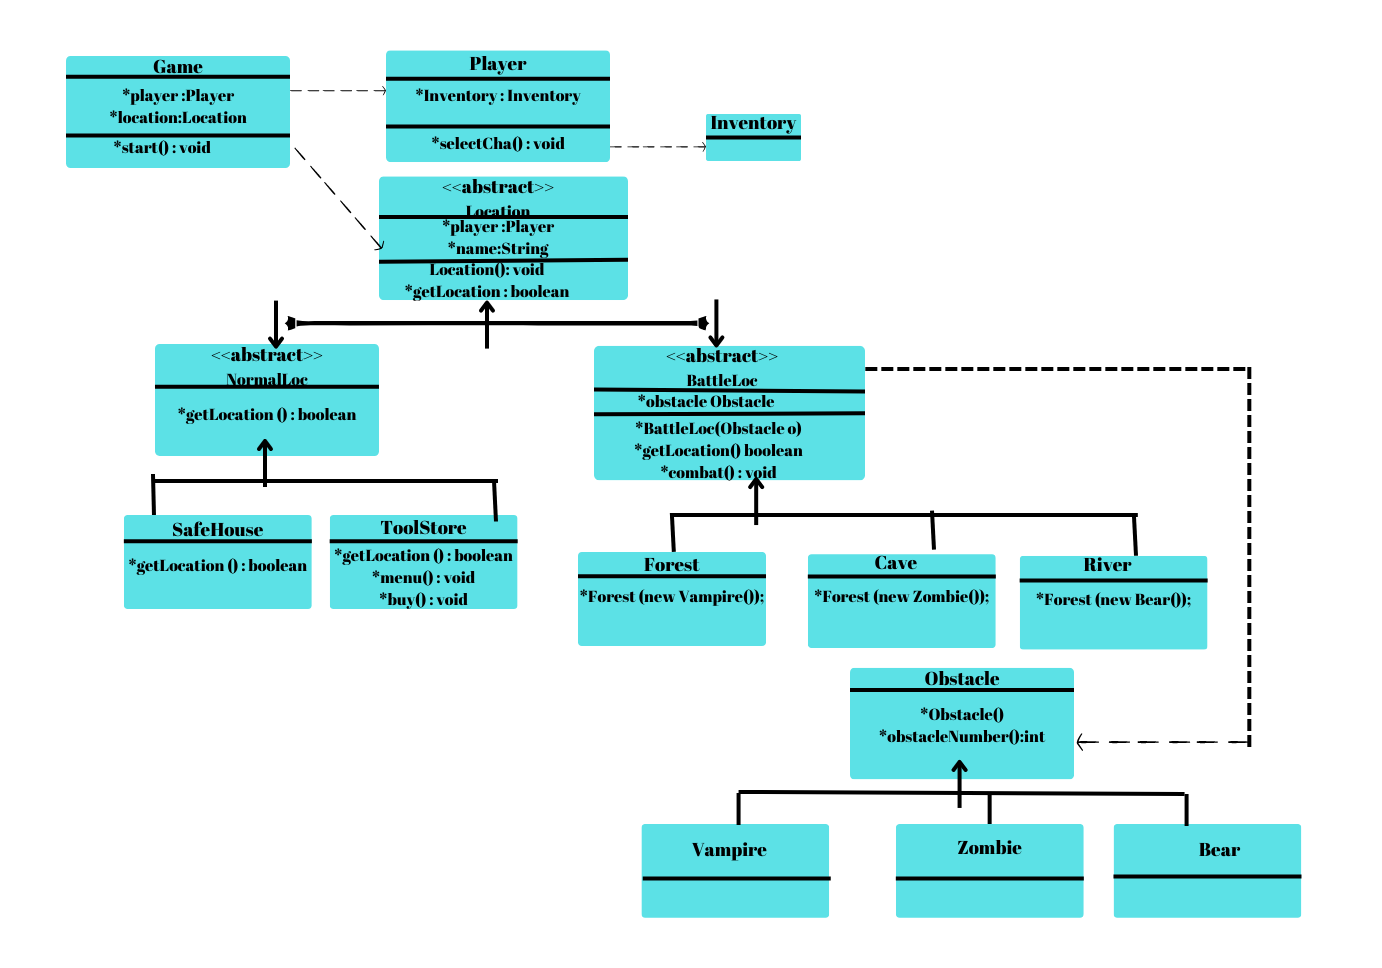 Game
*player :Player
*location:Location
*start() : void
Player
*Inventory : Inventory
*selectCha() : void
Inventory
<<abstract>>
Location
*player :Player
*name:String
Location(): void
*getLocation : boolean
<<abstract>>
NormalLoc
*getLocation () : boolean
<<abstract>>
BattleLoc
*obstacle Obstacle
*BattleLoc(Obstacle o)
*getLocation() boolean
*combat() : void
SafeHouse
*getLocation () : boolean
ToolStore
*getLocation () : boolean
*menu() : void
*buy() : void
Forest
*Forest (new Vampire());
Cave
*Forest (new Zombie());
River
*Forest (new Bear());
Obstacle
*Obstacle()
*obstacleNumber():int
Vampire
Zombie
Bear